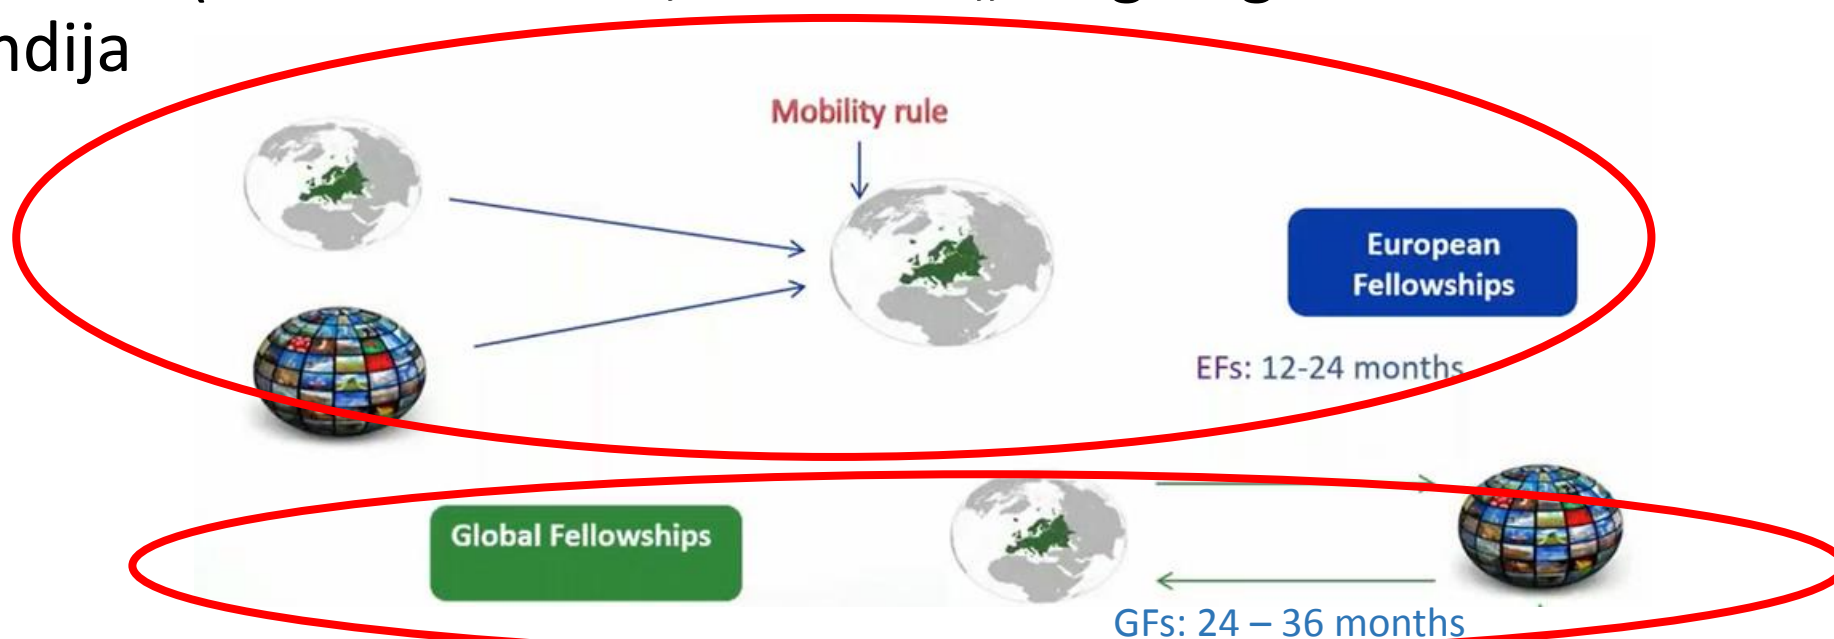 ndija
Mobility rule
European
Fellowships
EFs: 12-24 months
Global Fellowships
GFs: 24 – 36 months